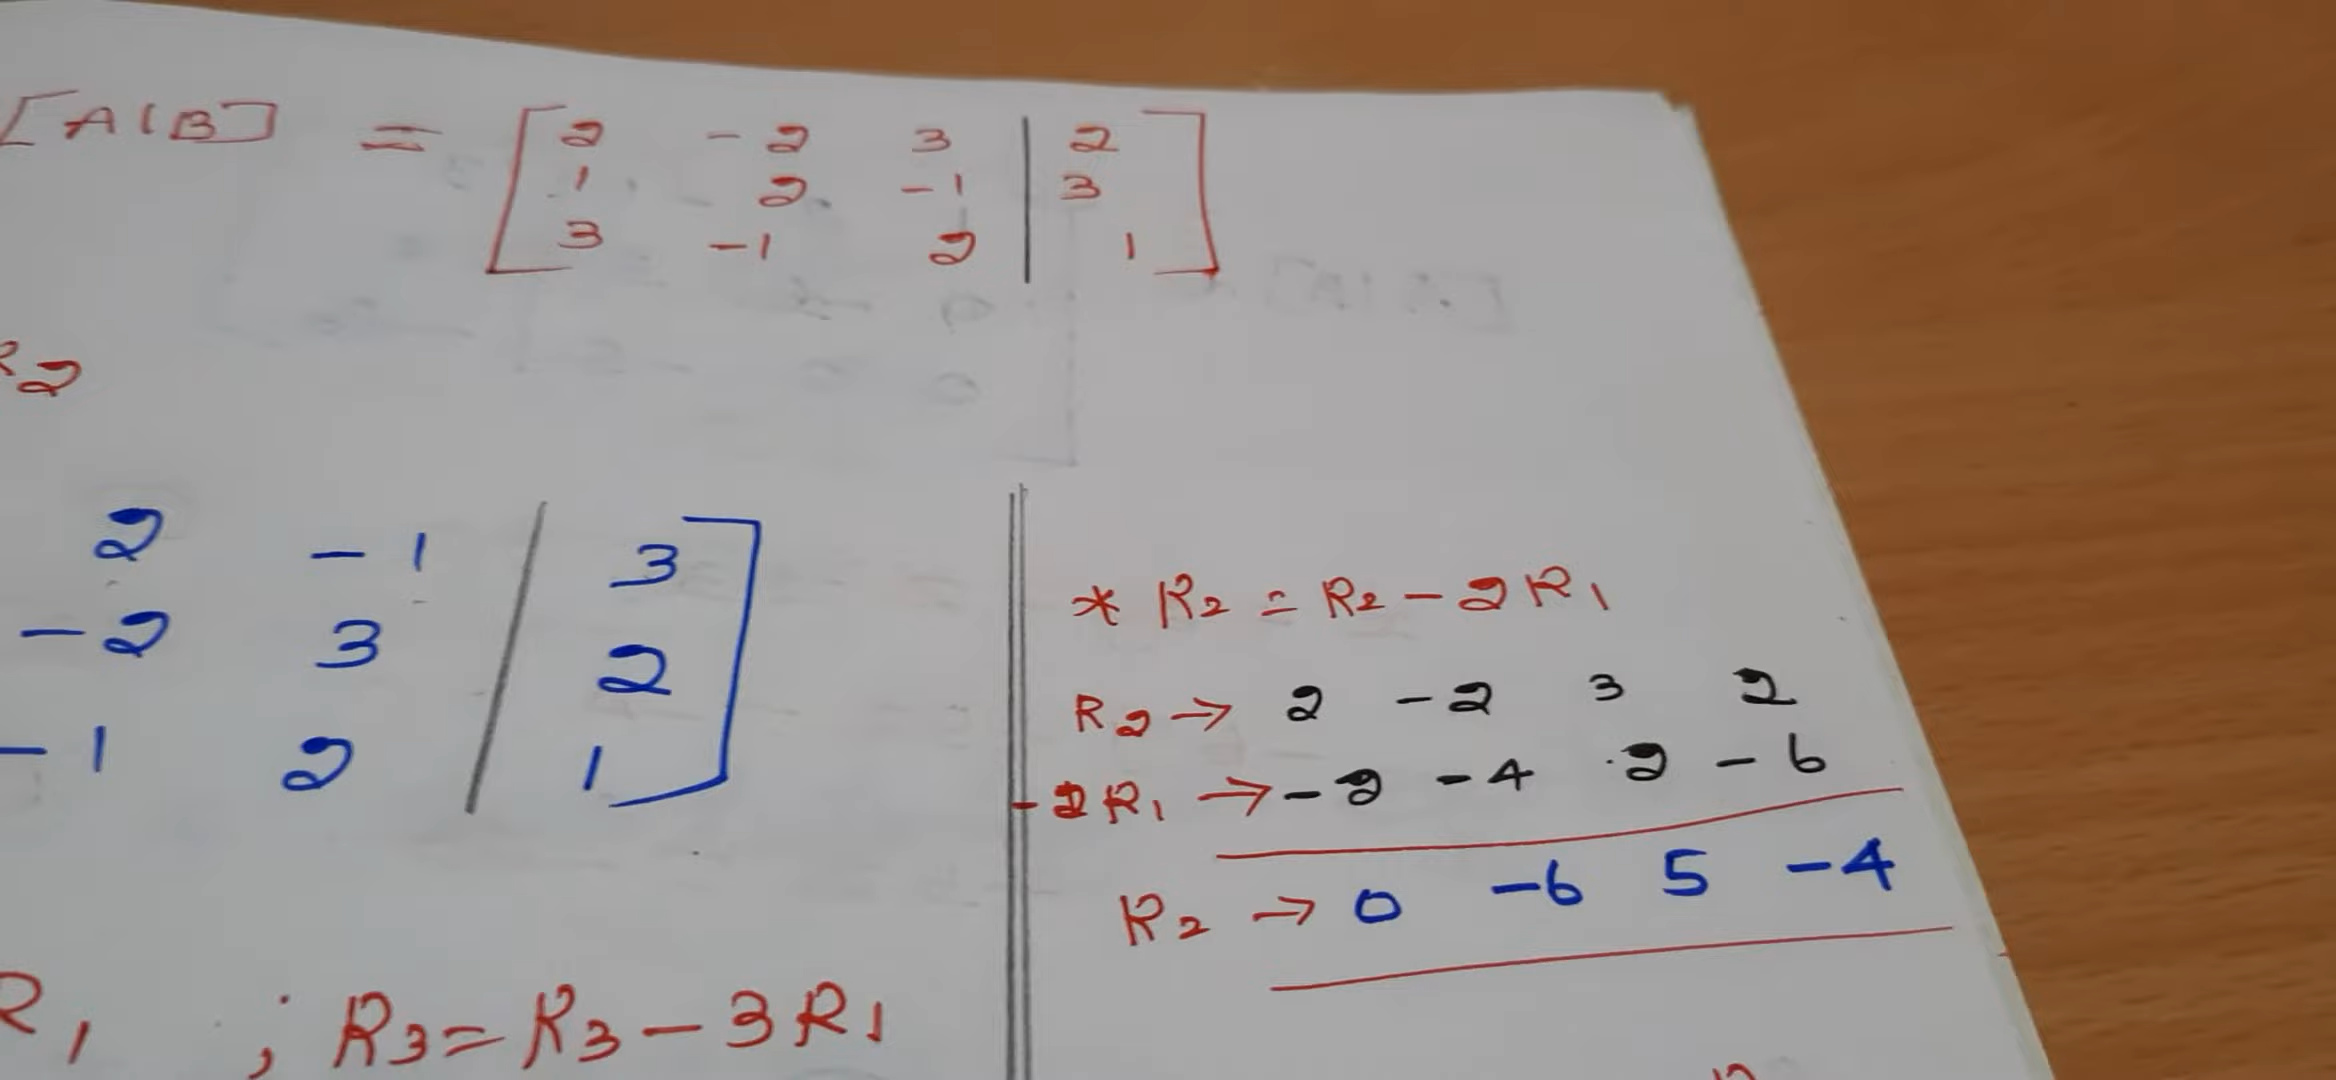 [A|B] = [ 2 -2 3 | 2 ]
1 2 -1 | 3
3 -1 2 | 1
R2
2 -1 | 3 ]
-2 3 | 2
-1 2 | 1
* R2 = R2 - 2R1
R2 → 2 -2 3 2
-2R1 → -2 -4 2 -6
R2 → 0 -6 5 -4
R1 ; R3 = R3 - 3R1